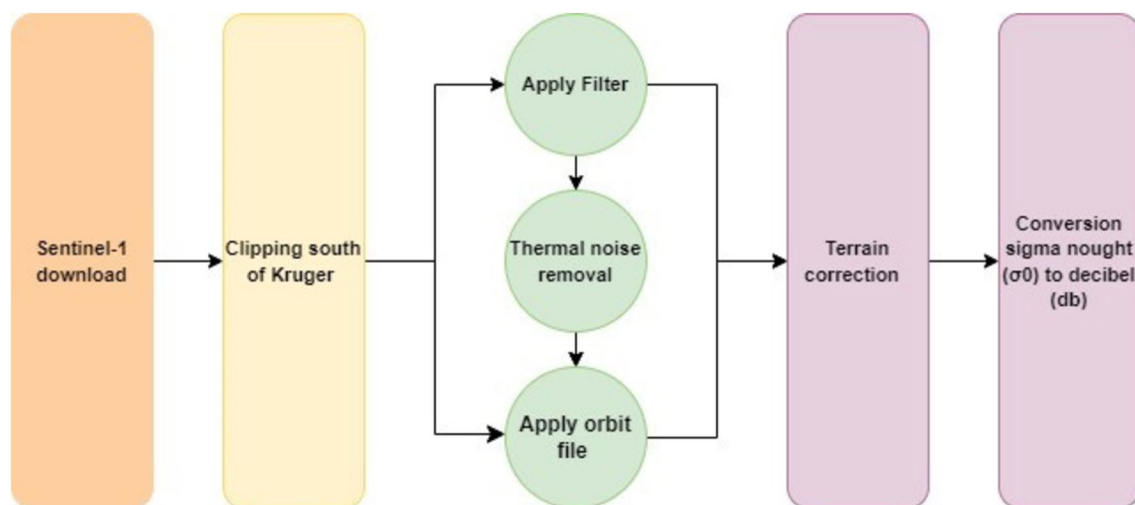 Sentinel-1
download
Clipping south
of Kruger
Apply Filter
Thermal noise
removal
Apply orbit
file
Terrain
correction
Conversion
sigma nought
(σ0) to decibel
(db)